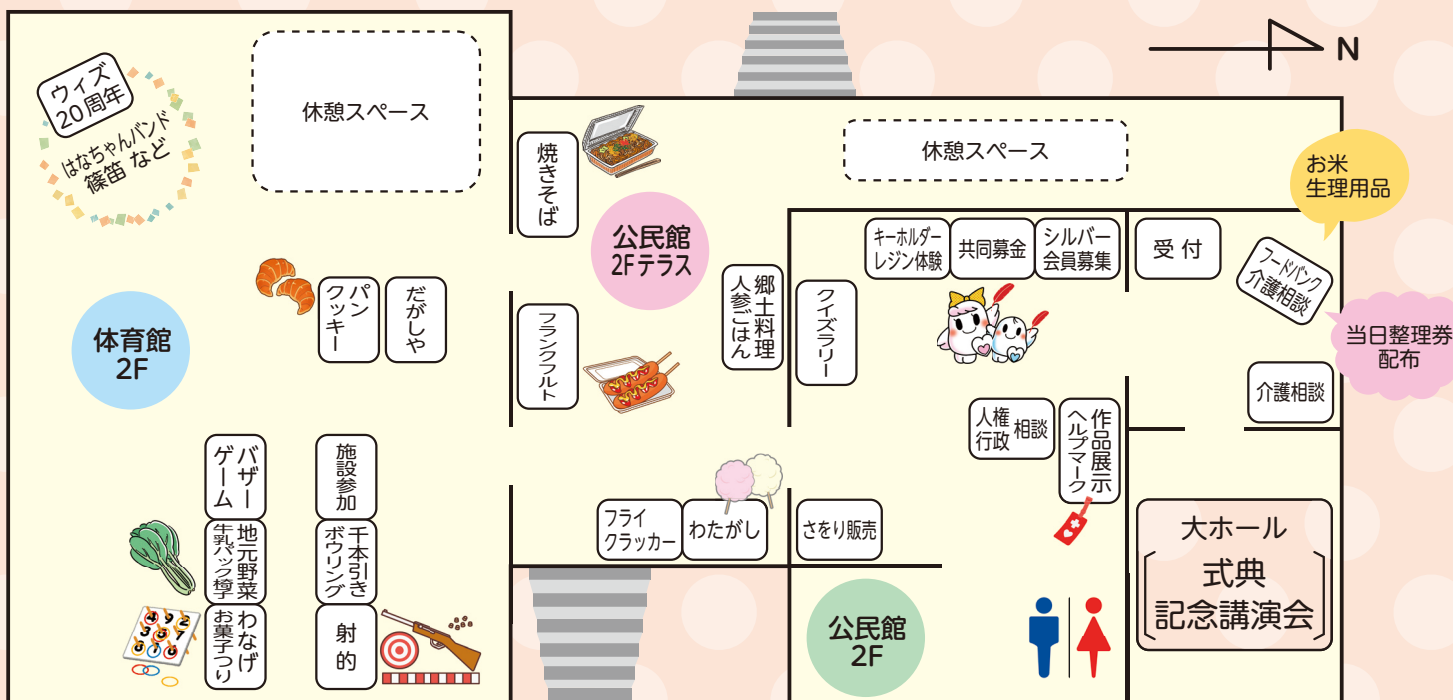 ウィズ
20周年
はなちゃんバンド
篠笛 など
休憩スペース
体育館
2F
パン
クッキー
だがしや
バザー
ゲーム
施設参加
地元野菜
牛乳パック椅子
千本引き
ボウリング
わなげ
お菓子つり
射的
焼きそば
公民館
2Fテラス
フランクフルト
郷土料理
人参ごはん
フライ
クラッカー
わたがし
休憩スペース
キーホルダー
レジン体験
共同募金
シルバー
会員募集
クイズラリー
人権
行政
相談
作品展示
ヘルプマーク
さをり販売
公民館
2F
N
受付
お米
生理用品
フードバンク
介護相談
当日整理券
配布
介護相談
大ホール
式典
記念講演会